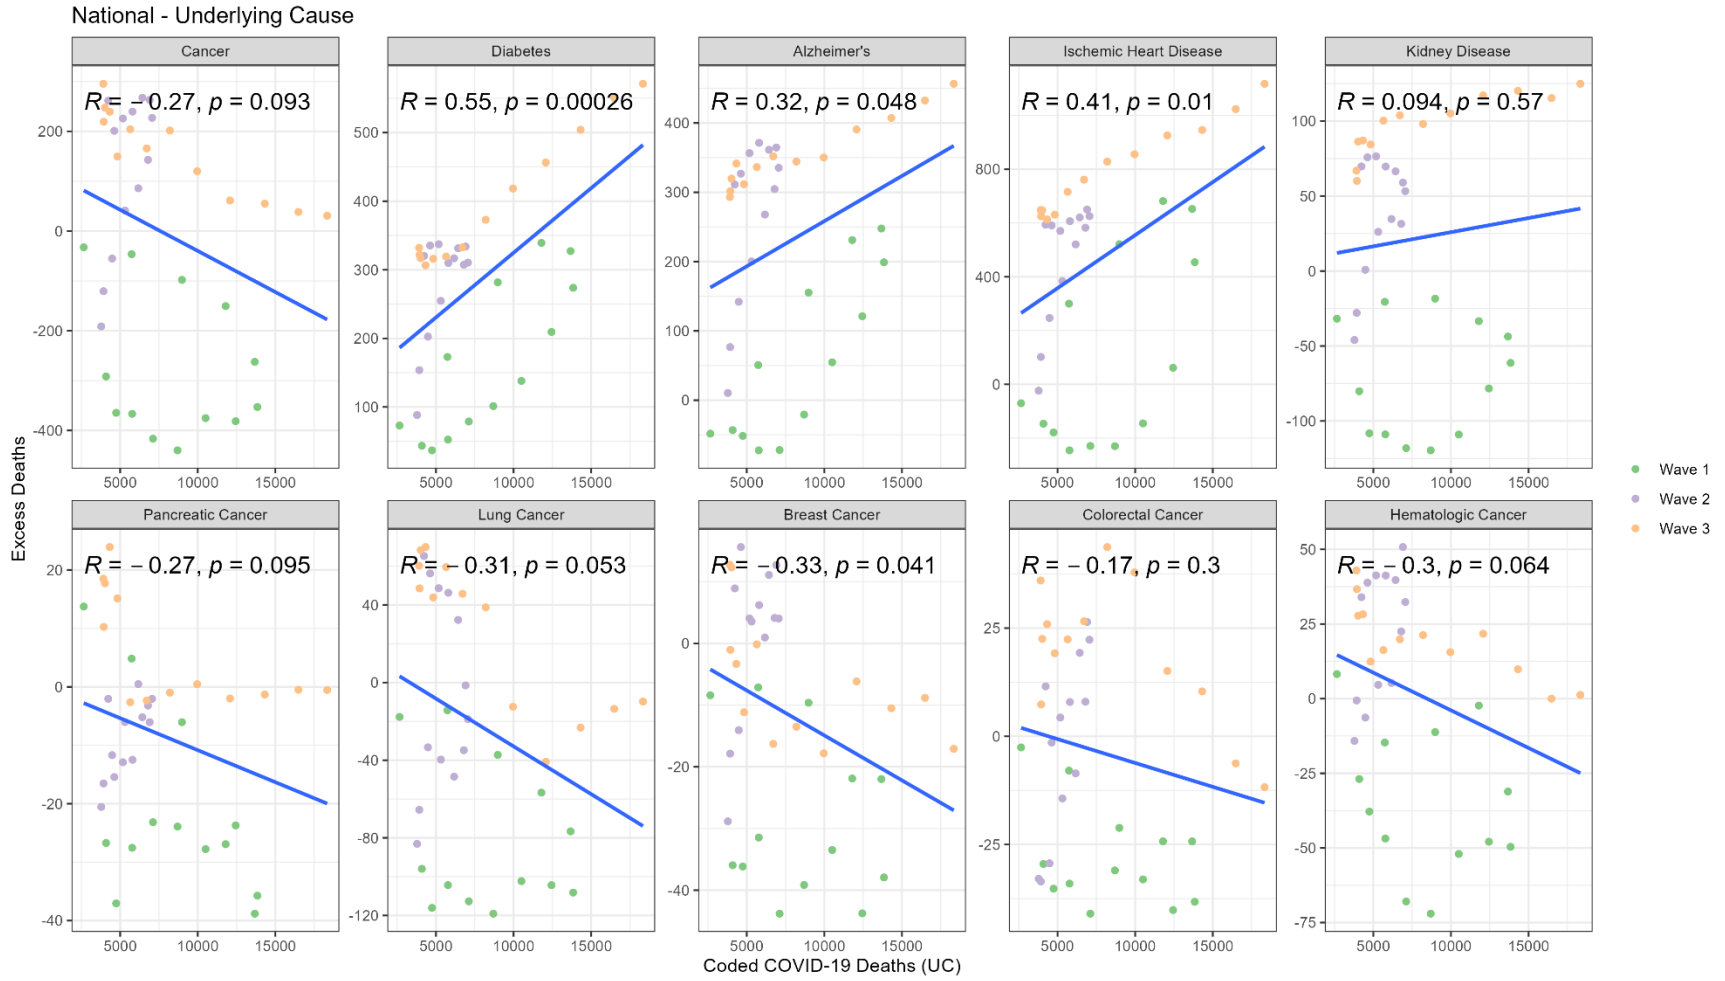 National - Underlying Cause
Cancer
Diabetes
Alzheimer's
Ischemic Heart Disease
Kidney Disease
R = − 0.27, p = 0.093
R = 0.55, p = 0.00026
R = 0.32, p = 0.048
R = 0.41, p = 0.01
R = 0.094, p = 0.57
200
0
-200
-400
500
400
300
200
100
400
300
200
100
0
800
400
0
100
50
0
-50
-100
5000 10000 15000
5000 10000 15000
5000 10000 15000
5000 10000 15000
5000 10000 15000
Pancreatic Cancer
Lung Cancer
Breast Cancer
Colorectal Cancer
Hematologic Cancer
R = − 0.27, p = 0.095
R = − 0.31, p = 0.053
R = − 0.33, p = 0.041
R = − 0.17, p = 0.3
R = − 0.3, p = 0.064
20
0
-20
-40
40
0
-40
-80
-120
0
-20
-40
25
0
-25
50
25
0
-25
-50
-75
5000 10000 15000
5000 10000 15000
5000 10000 15000
5000 10000 15000
5000 10000 15000
Excess Deaths
Coded COVID-19 Deaths (UC)
Wave 1
Wave 2
Wave 3